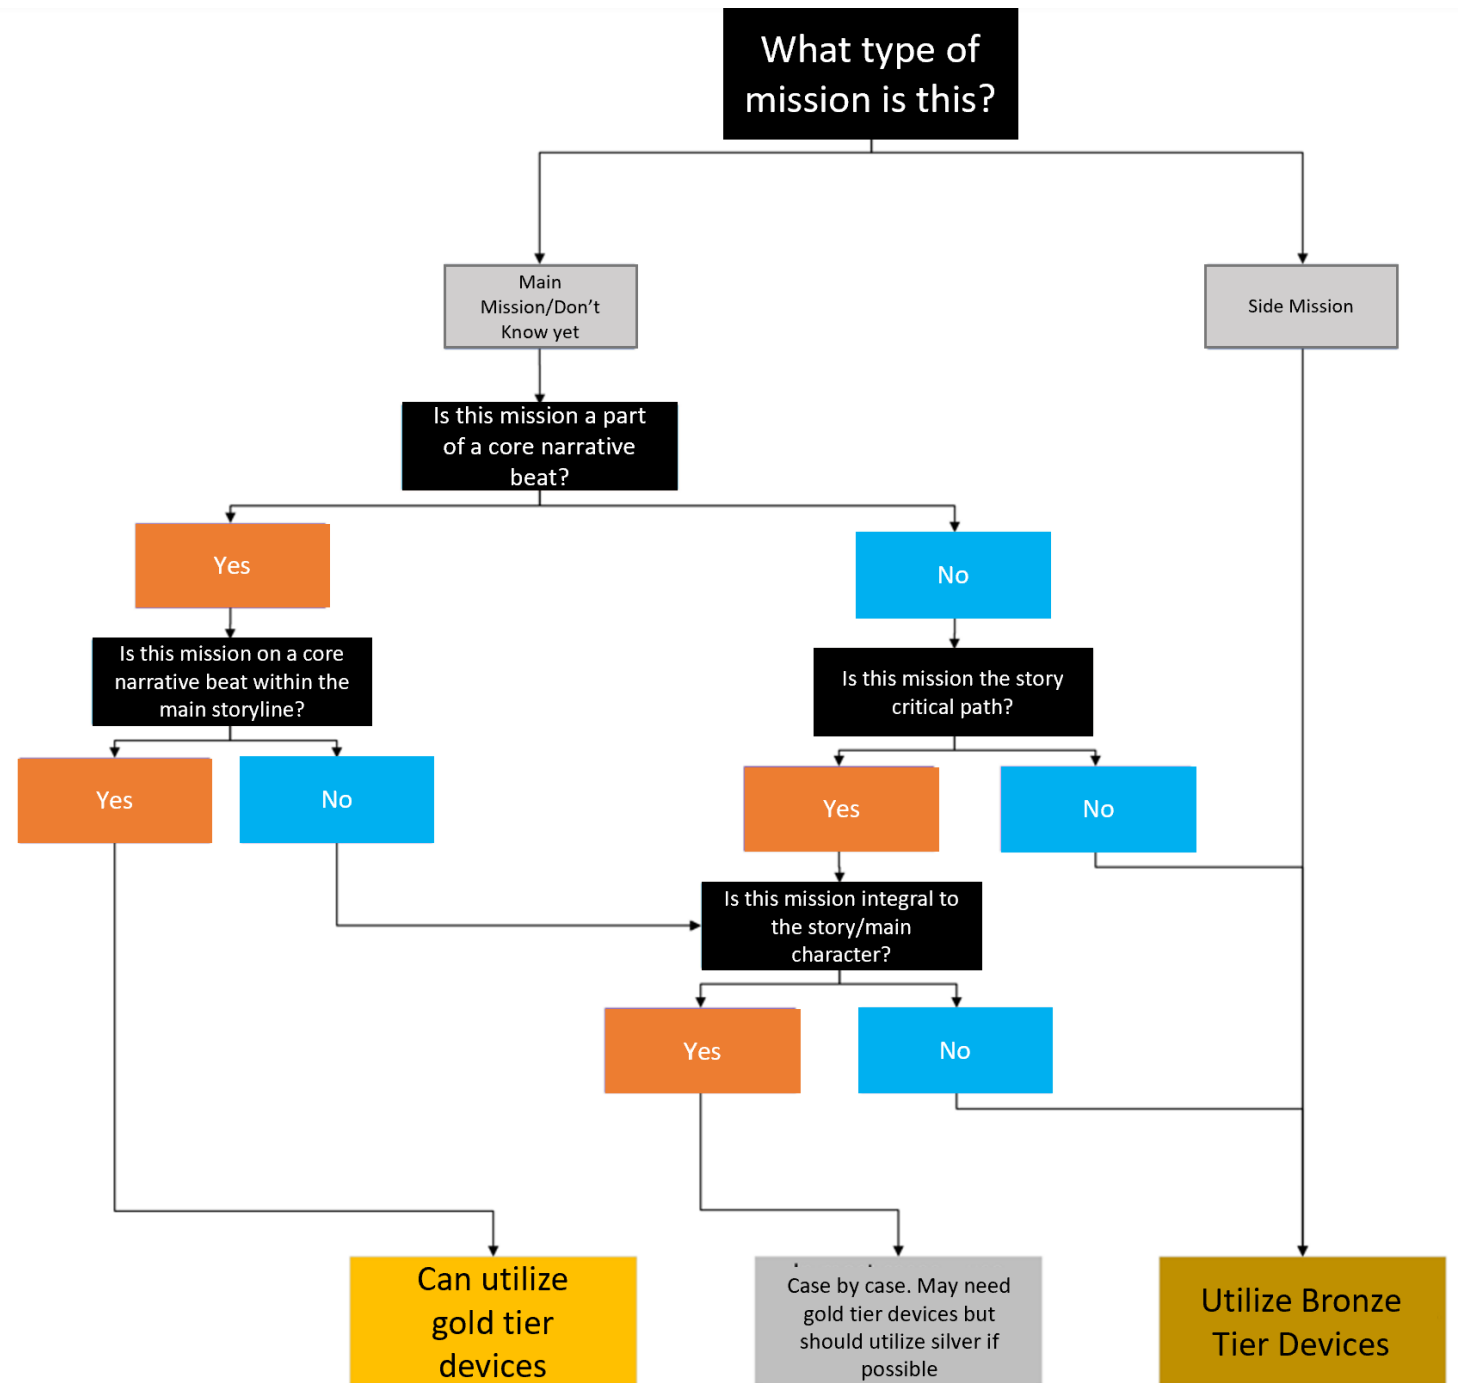 What type of
mission is this?
Main
Mission/Don’t
Know yet
Side Mission
Is this mission a part
of a core narrative
beat?
Yes
No
Is this mission on a core
narrative beat within the
main storyline?
Is this mission the story
critical path?
Yes
No
Yes
No
Is this mission integral to
the story/main
character?
Yes
No
Can utilize
gold tier
devices
Case by case. May need
gold tier devices but
should utilize silver if
possible
Utilize Bronze
Tier Devices